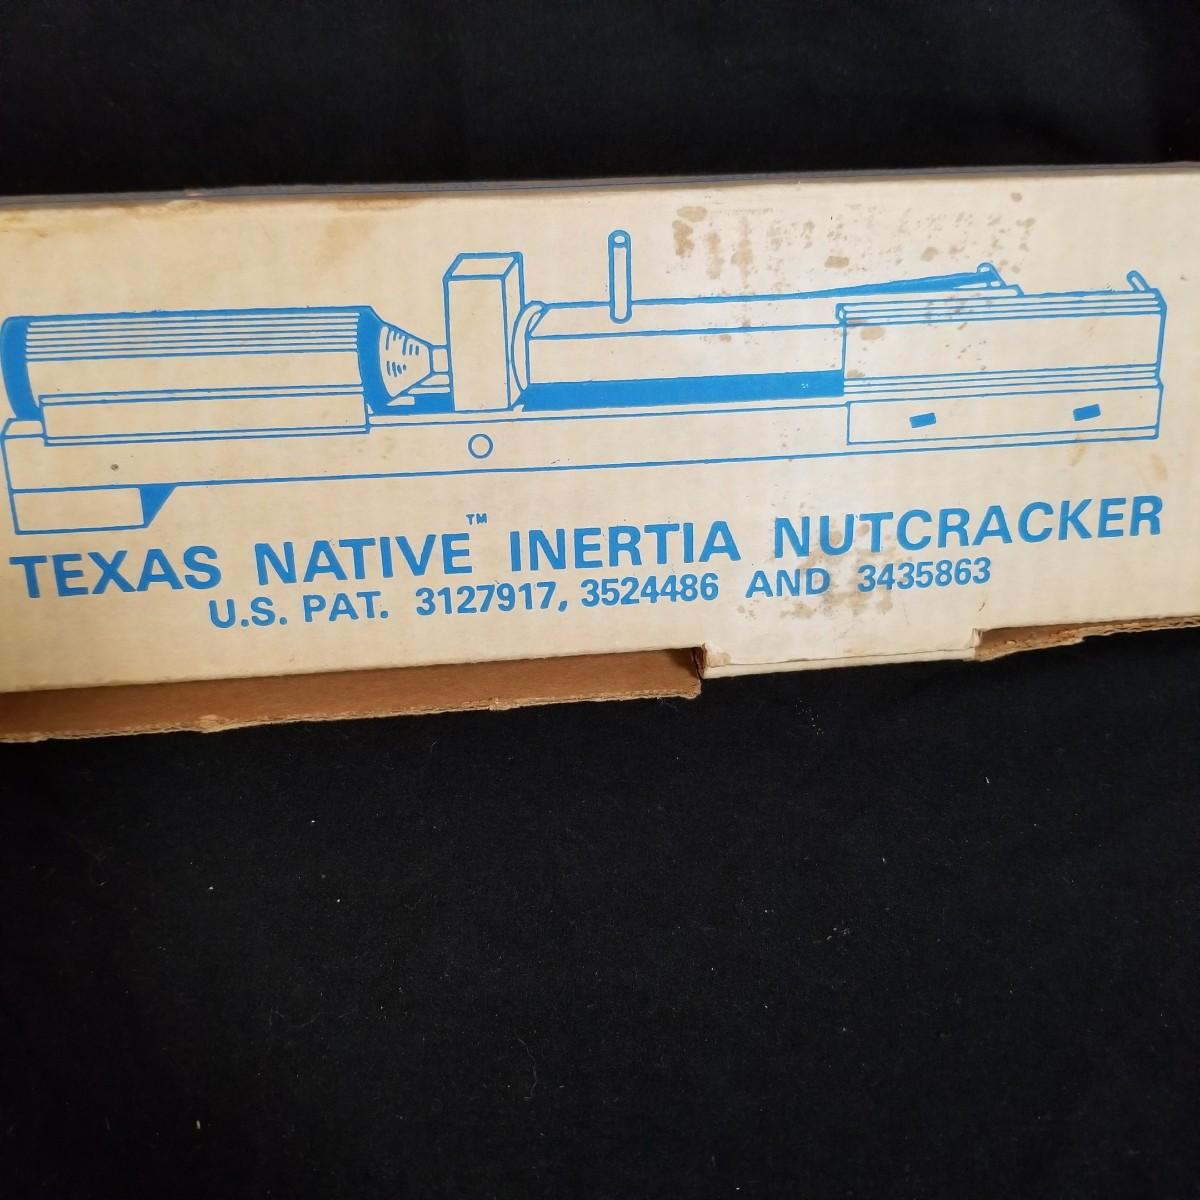 TEXAS NATIVE™ INERTIA NUTCRACKER
U.S. PAT. 3127917, 3524486 AND 3435863